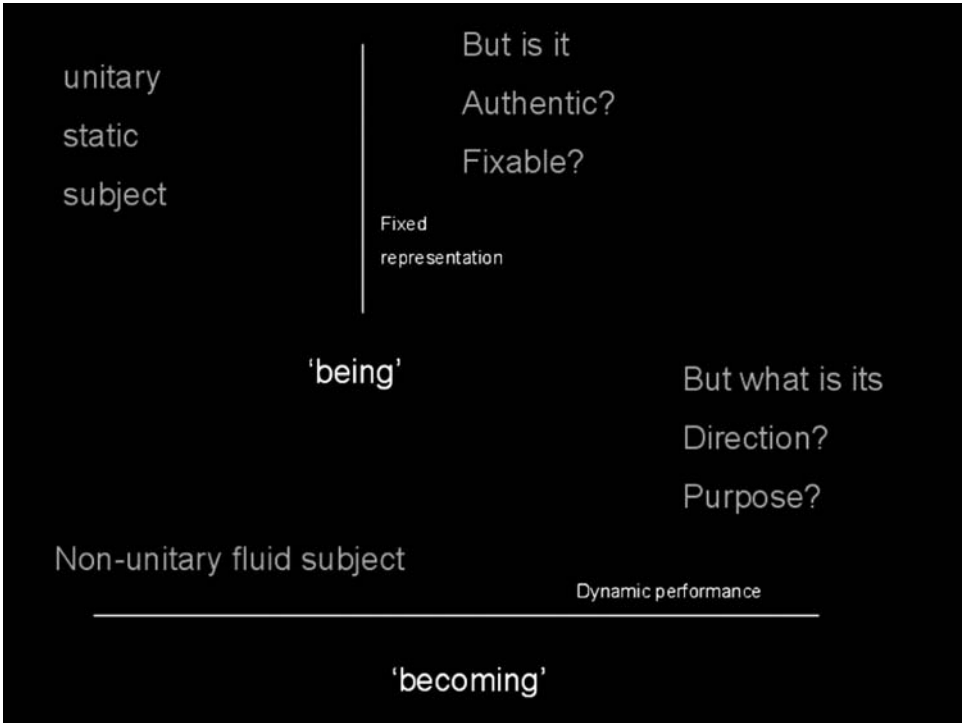 unitary
static
subject
But is it
Authentic?
Fixable?
Fixed
representation
‘being’
But what is its
Direction?
Purpose?
Non-unitary fluid subject
Dynamic performance
‘becoming’